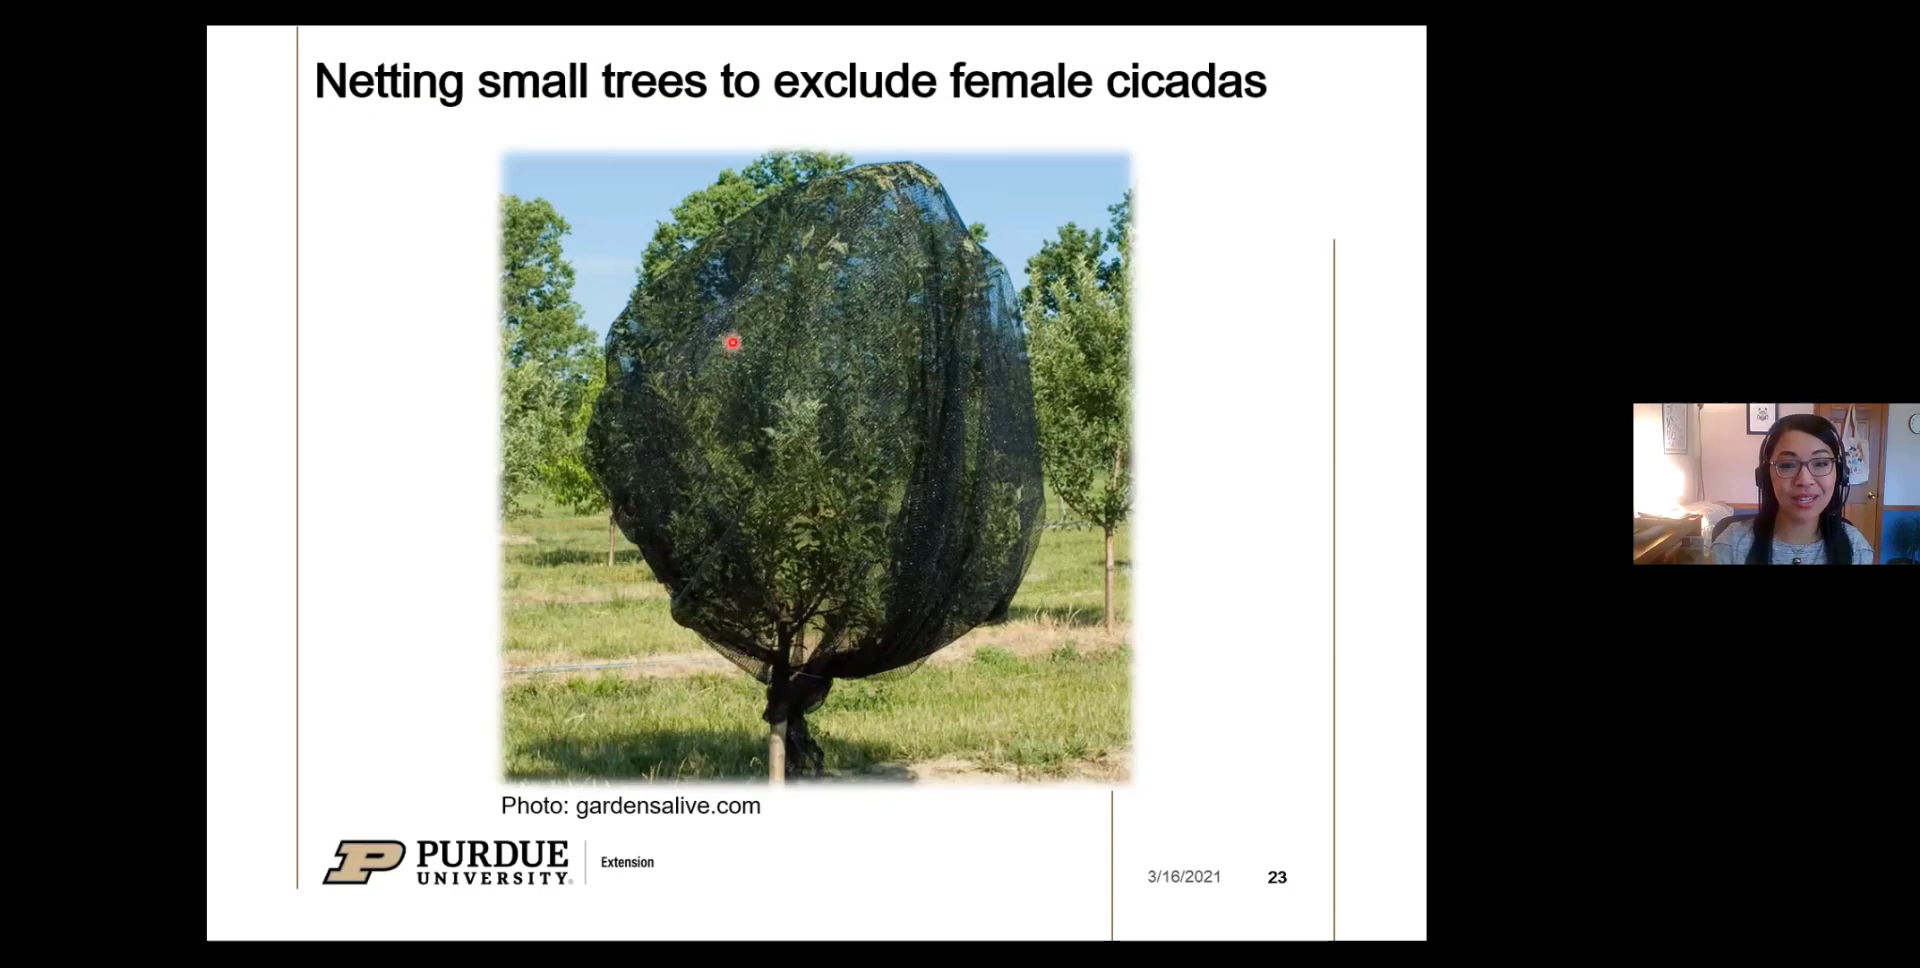 Netting small trees to exclude female cicadas
Photo: gardensalive.com
PURDUE
UNIVERSITY®
Extension
3/16/2021
23